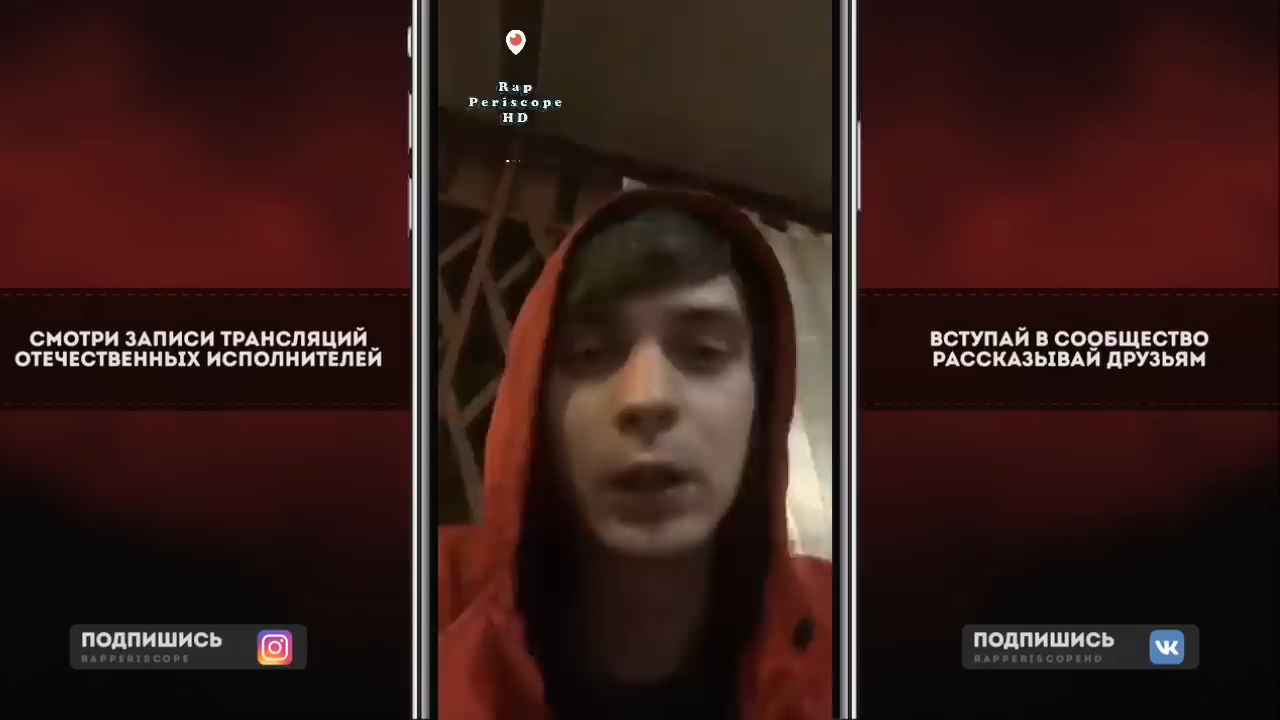 Rap
Periscope
HD
СМОТРИ ЗАПИСИ ТРАНСЛЯЦИЙ
ОТЕЧЕСТВЕННЫХ ИСПОЛНИТЕЛЕЙ
ВСТУПАЙ В СООБЩЕСТВО
РАССКАЗЫВАЙ ДРУЗЬЯМ
ПОДПИШИСЬ
RAPPERISCOPE
ПОДПИШИСЬ
RAPPERISCOPEHD